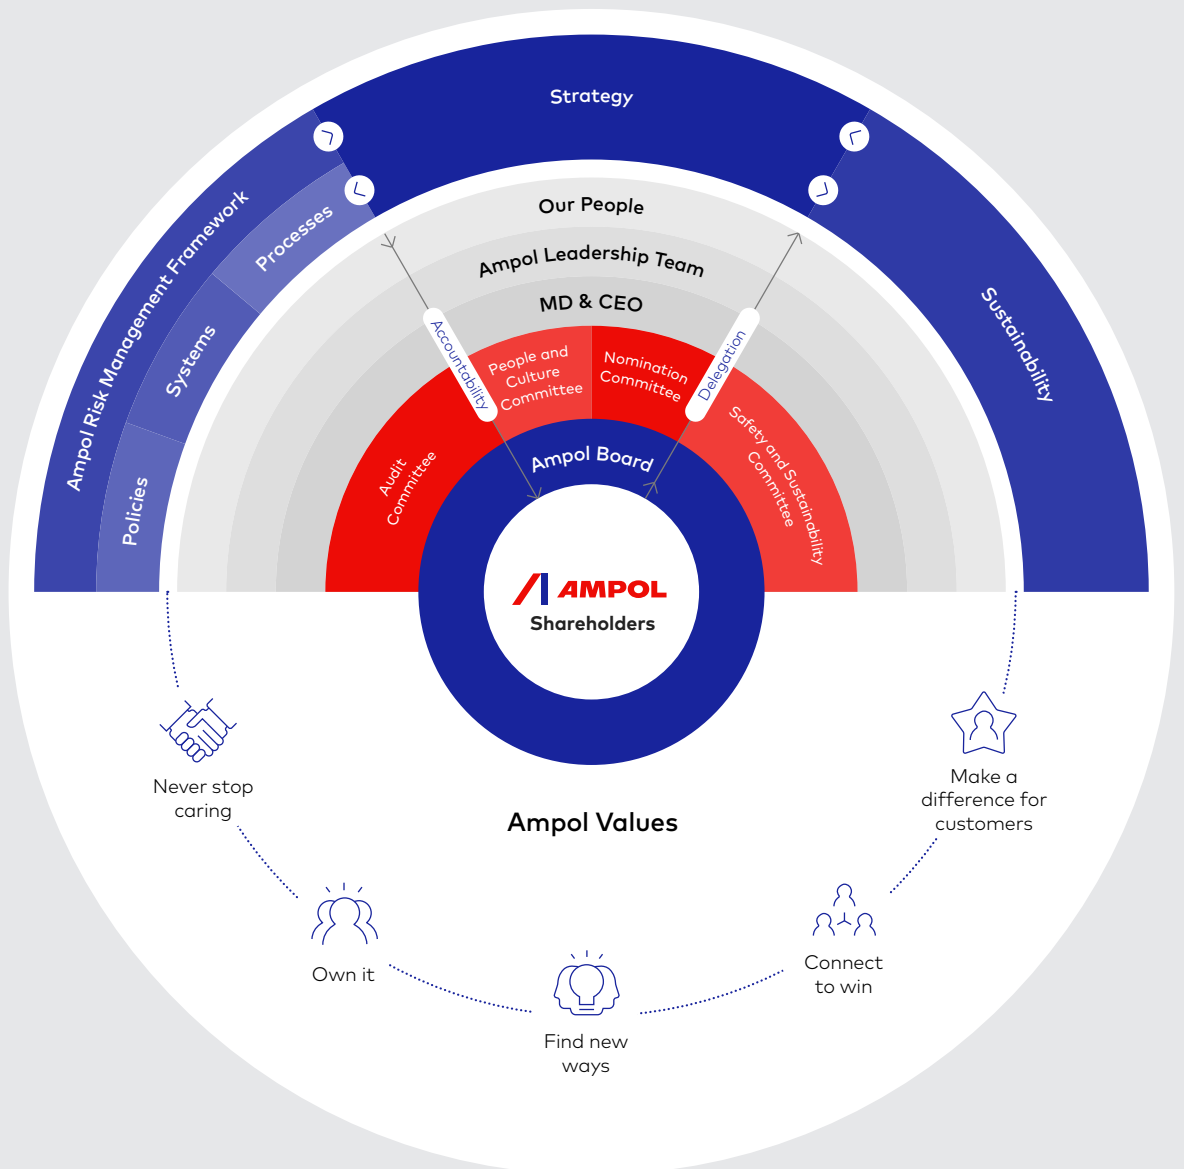 Strategy
Ampol Risk Management Framework
Processes
Systems
Policies
Sustainability
Our People
Ampol Leadership Team
MD & CEO
Accountability
Delegation
Audit
Committee
People and
Culture
Committee
Nomination
Committee
Safety and Sustainability
Committee
Ampol Board
AMPOL
Shareholders
Ampol Values
Never stop
caring
Own it
Find new
ways
Connect
to win
Make a
difference for
customers